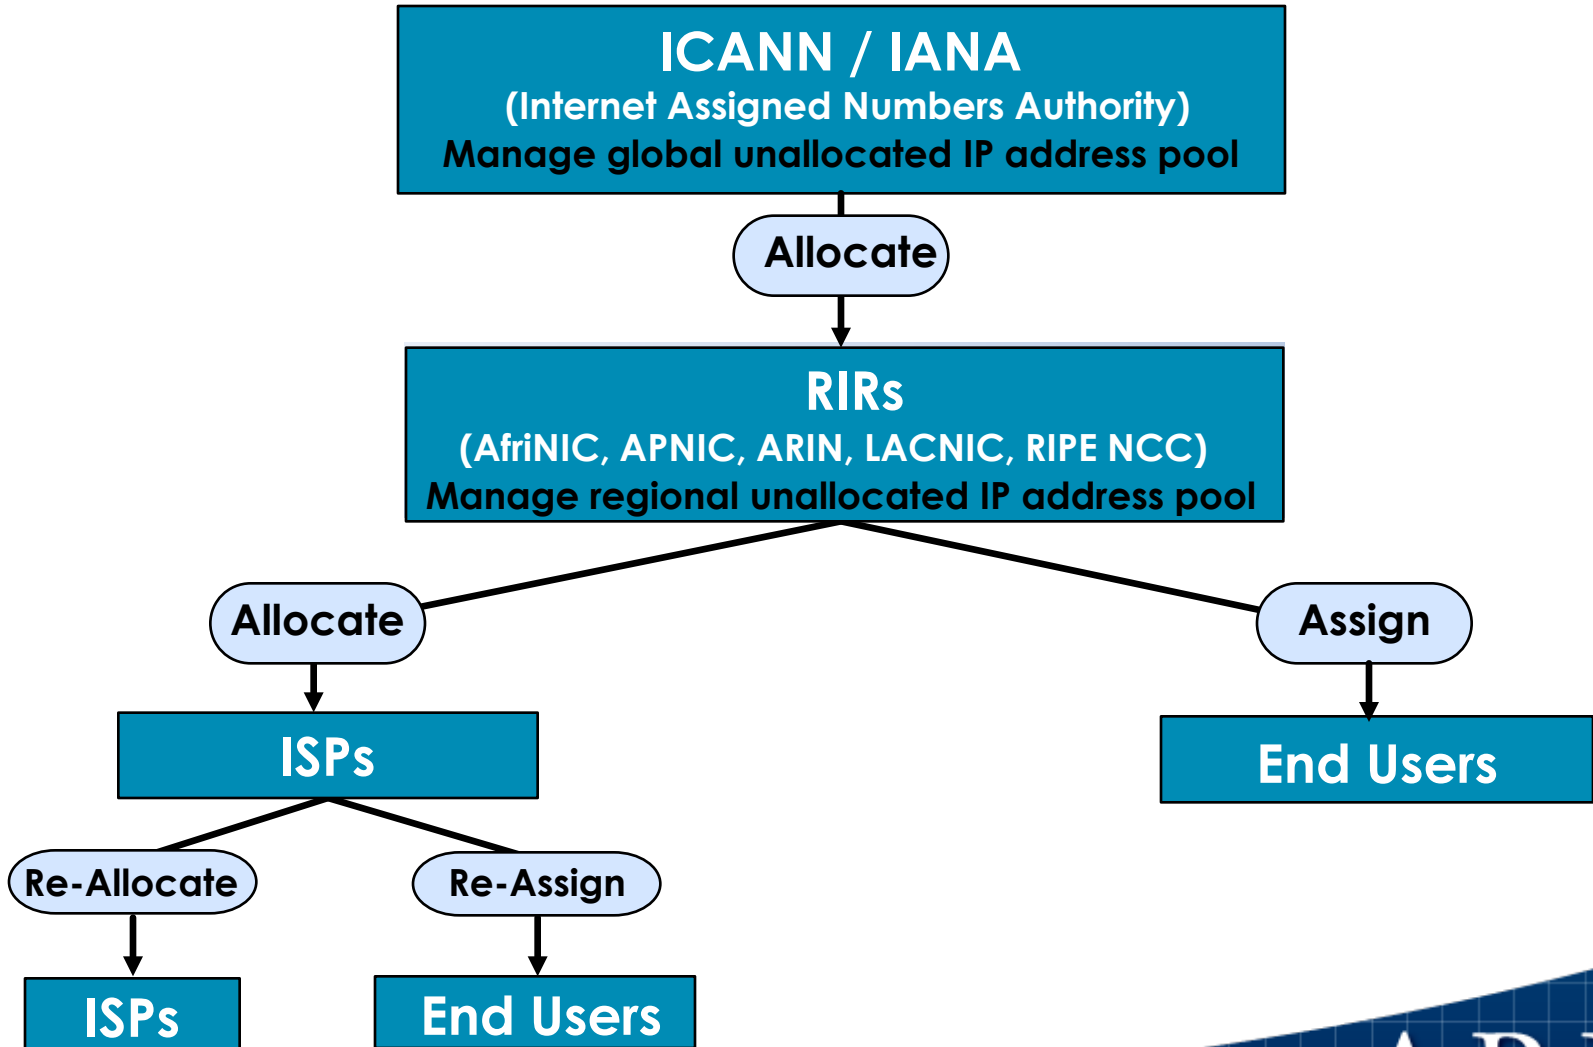 ICANN / IANA
(Internet Assigned Numbers Authority)
Manage global unallocated IP address pool
Allocate
RIRs
(AfriNIC, APNIC, ARIN, LACNIC, RIPE NCC)
Manage regional unallocated IP address pool
Allocate
Assign
ISPs
End Users
Re-Allocate
Re-Assign
ISPs
End Users